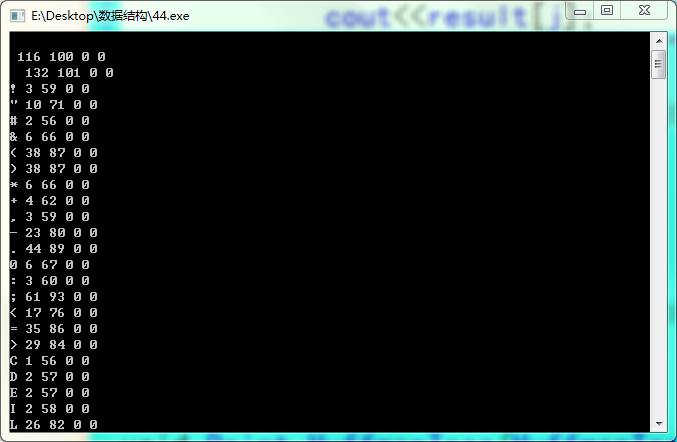 cout<<result[j];
E:\Desktop\数据结构\44.exe
116 100 0 0
132 101 0 0
! 3 59 0 0
" 10 71 0 0
# 2 56 0 0
& 6 66 0 0
< 38 87 0 0
> 38 87 0 0
* 6 66 0 0
+ 4 62 0 0
, 3 59 0 0
- 23 80 0 0
. 44 89 0 0
0 6 67 0 0
: 3 60 0 0
; 61 93 0 0
< 17 76 0 0
= 35 86 0 0
> 29 84 0 0
C 1 56 0 0
D 2 57 0 0
E 2 57 0 0
I 2 58 0 0
L 26 82 0 0